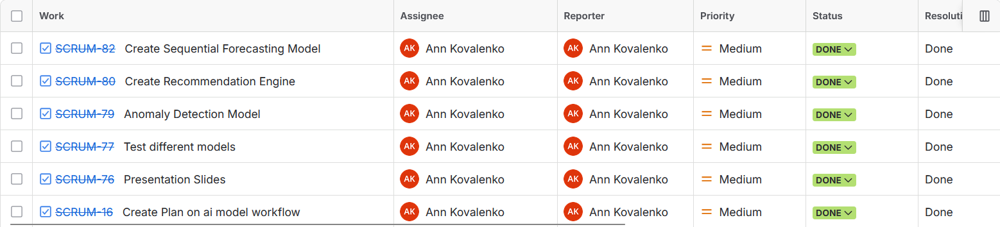 Work Assignee Reporter Priority Status Resoluti
SCRUM-82 Create Sequential Forecasting Model AK Ann Kovalenko AK Ann Kovalenko Medium DONE Done
SCRUM-80 Create Recommendation Engine AK Ann Kovalenko AK Ann Kovalenko Medium DONE Done
SCRUM-79 Anomaly Detection Model AK Ann Kovalenko AK Ann Kovalenko Medium DONE Done
SCRUM-77 Test different models AK Ann Kovalenko AK Ann Kovalenko Medium DONE Done
SCRUM-76 Presentation Slides AK Ann Kovalenko AK Ann Kovalenko Medium DONE Done
SCRUM-16 Create Plan on ai model workflow AK Ann Kovalenko AK Ann Kovalenko Medium DONE Done